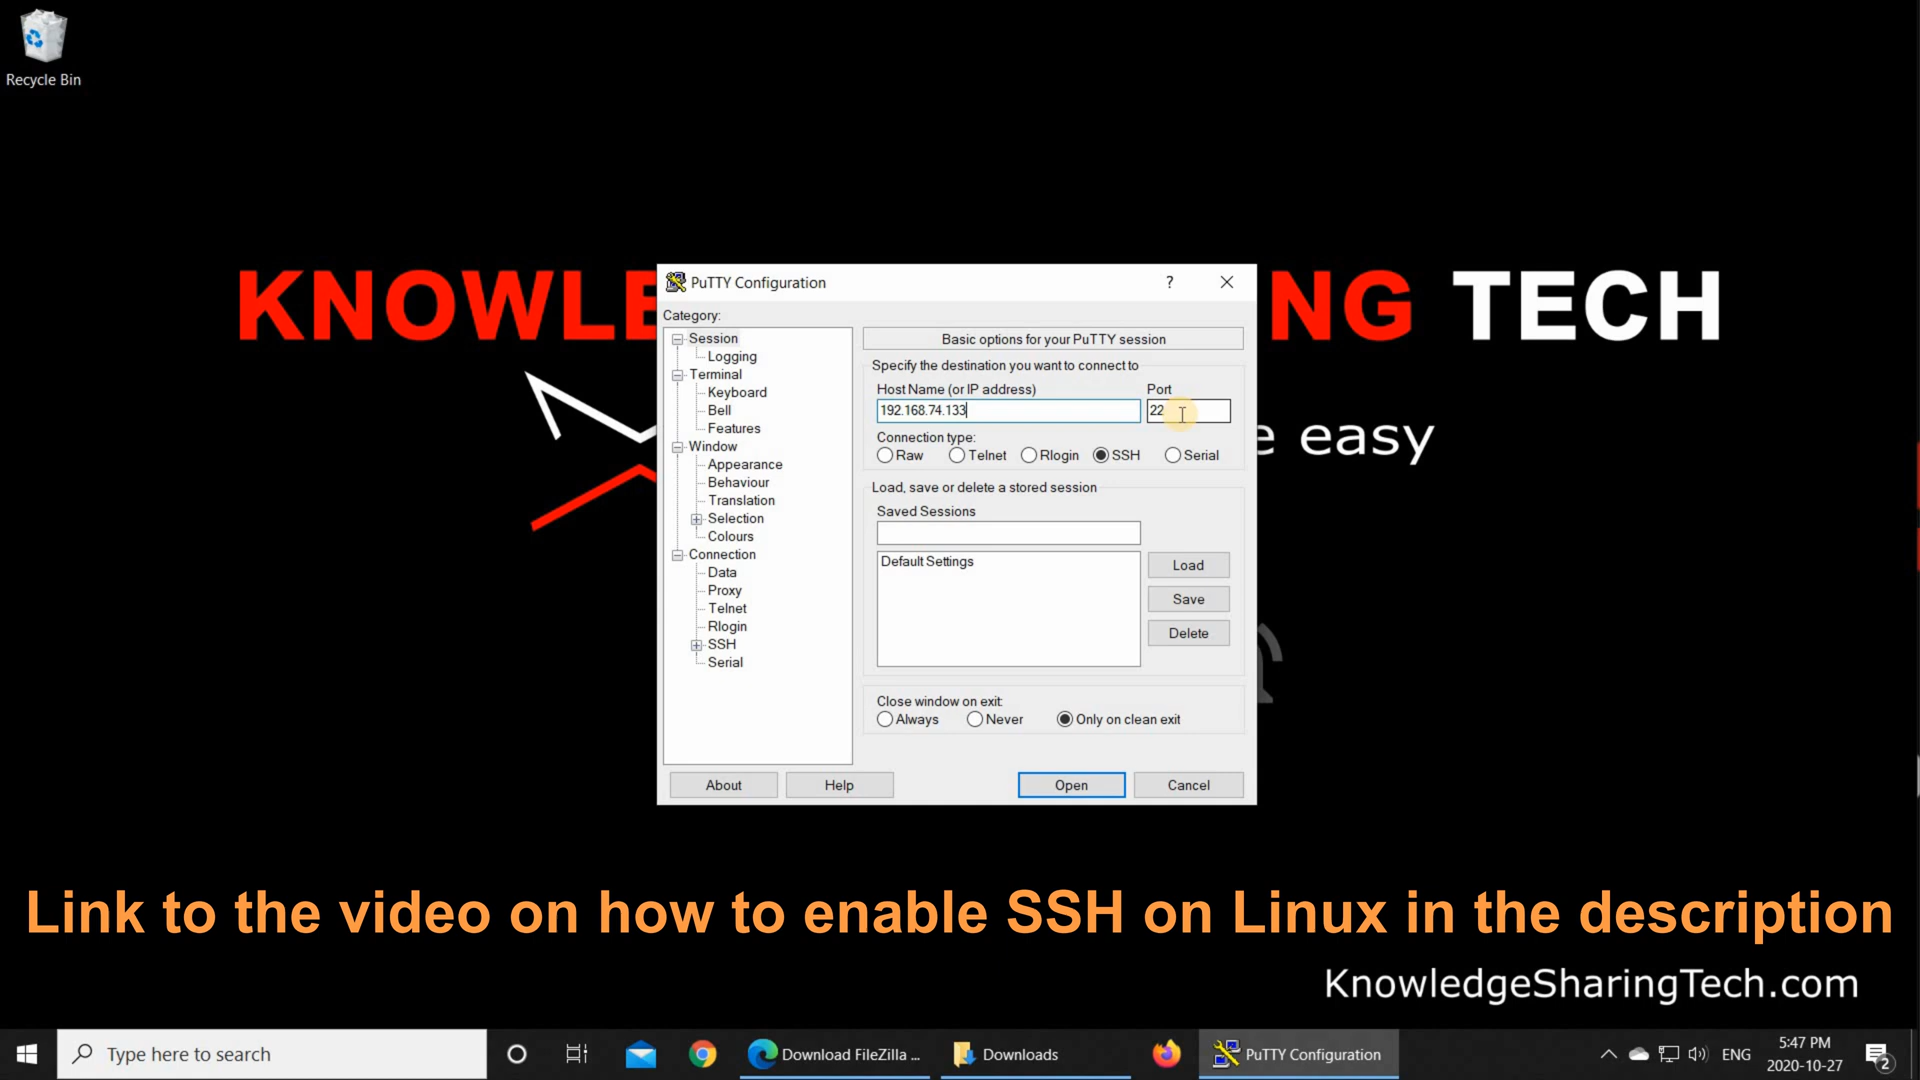 Recycle Bin
KNOWLE
NG TECH
e easy
PuTTY Configuration
?
Category:
Session
Logging
Terminal
Keyboard
Bell
Features
Window
Appearance
Behaviour
Translation
Selection
Colours
Connection
Data
Proxy
Telnet
Rlogin
SSH
Serial
Basic options for your PuTTY session
Specify the destination you want to connect to
Host Name (or IP address) Port
192.168.74.133 22
Connection type:
Raw Telnet Rlogin SSH Serial
Load, save or delete a stored session
Saved Sessions
Default Settings
Load
Save
Delete
Close window on exit:
Always Never Only on clean exit
About Help Open Cancel
Link to the video on how to enable SSH on Linux in the description
KnowledgeSharingTech.com
Type here to search
Download FileZilla ...
Downloads
PuTTY Configuration
ENG
5:47 PM
2020-10-27
2